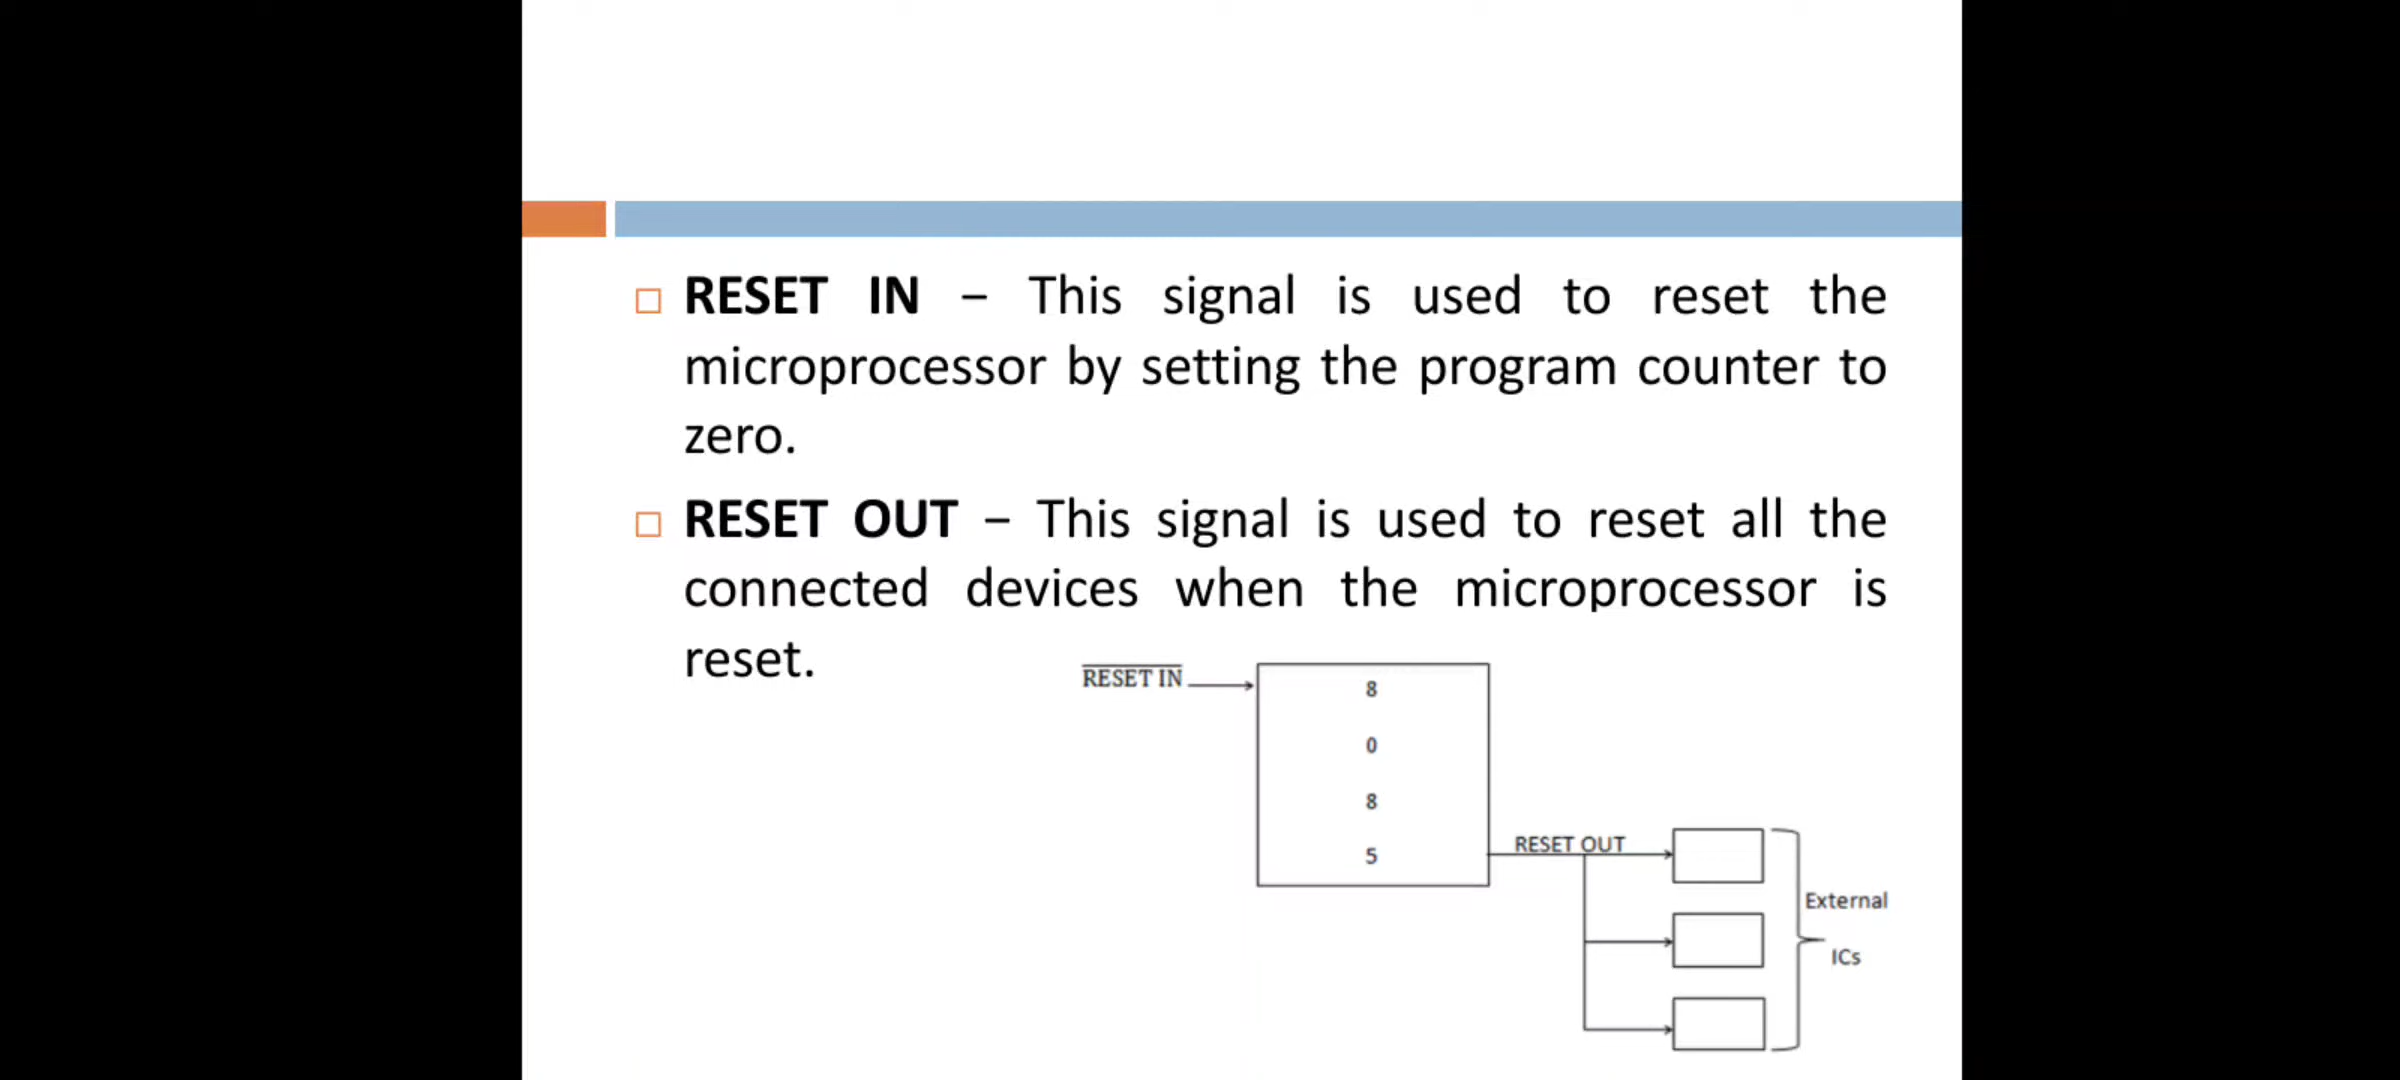 RESET IN – This signal is used to reset the
microprocessor by setting the program counter to
zero.
RESET OUT – This signal is used to reset all the
connected devices when the microprocessor is
reset.
RESET IN
8
0
8
5
RESET OUT
External
ICs